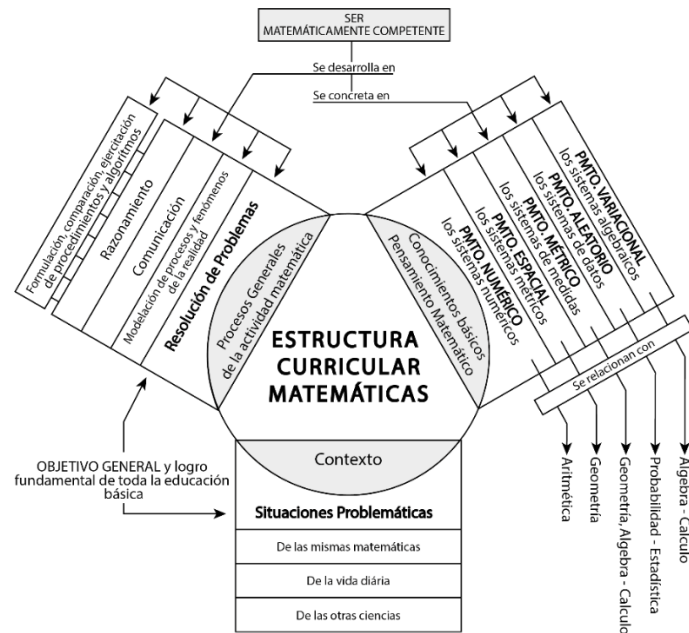 SER
MATEMÁTICAMENTE COMPETENTE
Se desarrolla en
Se concreta en
Formulación, comparación, ejercitación
de procedimientos y algoritmos
Razonamiento
Comunicación
Modelación de procesos y fenómenos
de la realidad
Resolución de Problemas
Procesos Generales
de la actividad matemática
Conocimientos básicos
Pensamiento Matemático
PMTO. NUMÉRICO
los sistemas numéricos
PMTO. ESPACIAL
los sistemas métricos
PMTO. MÉTRICO
los sistemas de medidas
PMTO. ALEATORIO
los sistemas de datos
PMTO. VARIACIONAL
los sistemas algebraicos
Se relacionan con
Aritmética
Geometría
Geometría, Algebra - Calculo
Probabilidad - Estadística
Algebra - Calculo
ESTRUCTURA
CURRICULAR
MATEMÁTICAS
OBJETIVO GENERAL y logro
fundamental de toda la educación
básica
Contexto
Situaciones Problemáticas
De las mismas matemáticas
De la vida diária
De las otras ciencias